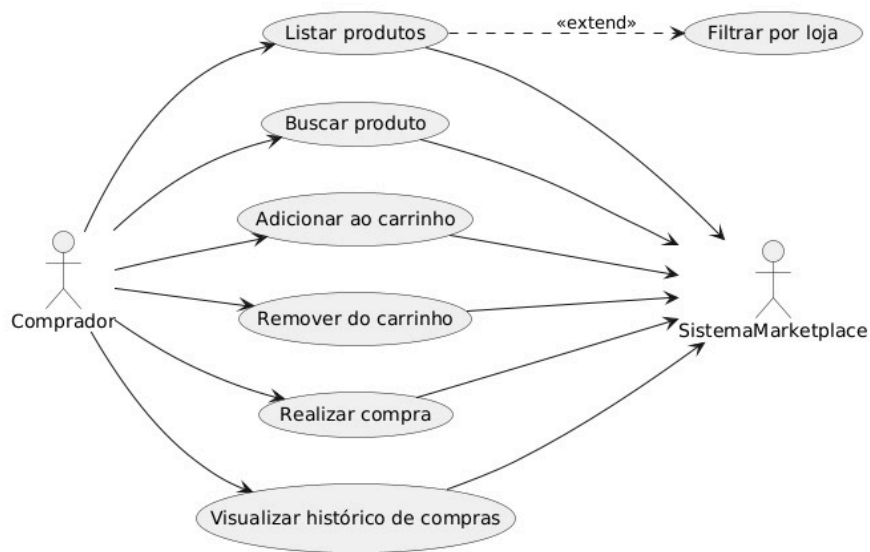 Listar produtos
«extend»
Filtrar por loja
Buscar produto
Adicionar ao carrinho
Comprador
Remover do carrinho
SistemaMarketplace
Realizar compra
Visualizar histórico de compras